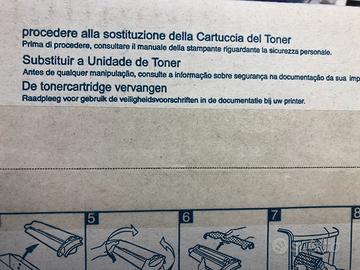 procedere alla sostituzione della Cartuccia del Toner
Prima di procedere, consultare il manuale della stampante riguardante la sicurezza personale.
Substituir a Unidade de Toner
Antes de qualquer manipulação, consulte a informação sobre segurança na documentação da sua imp
De tonercartridge vervangen
Raadpleeg voor gebruik de veiligheidsvoorschriften in de documentatie bij uw printer.
5
6
7
8